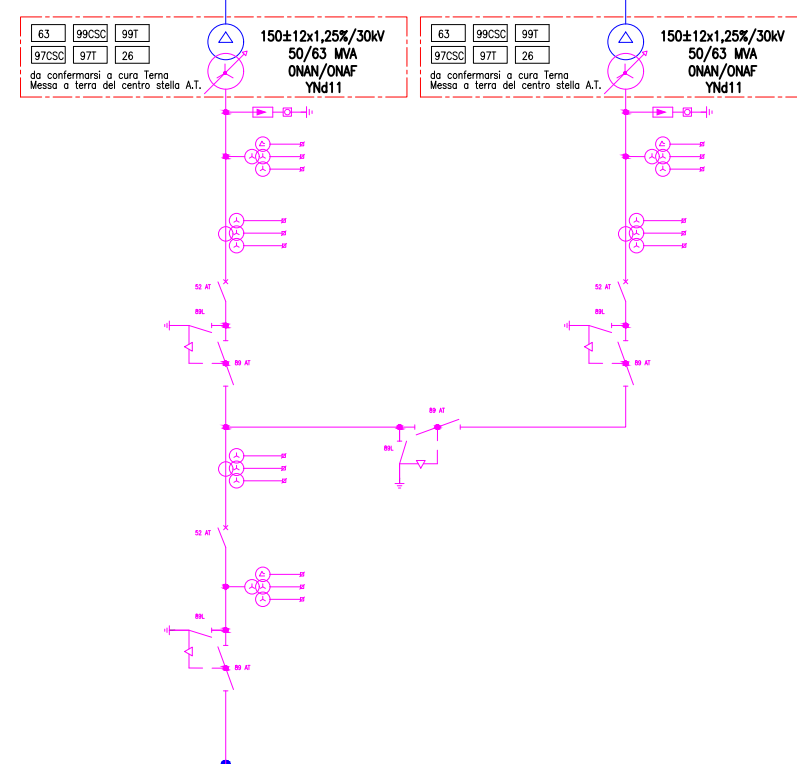 63 99CSC 99T
97CSC 97T 26
da confermarsi a cura Terna
Messa a terra del centro stella A.T.
150±12x1,25%/30kV
50/63 MVA
ONAN/ONAF
YNd11
63 99CSC 99T
97CSC 97T 26
da confermarsi a cura Terna
Messa a terra del centro stella A.T.
150±12x1,25%/30kV
50/63 MVA
ONAN/ONAF
YNd11
52 AT
89L
89 AT
52 AT
89L
89 AT
89 AT
89L
52 AT
89L
89 AT